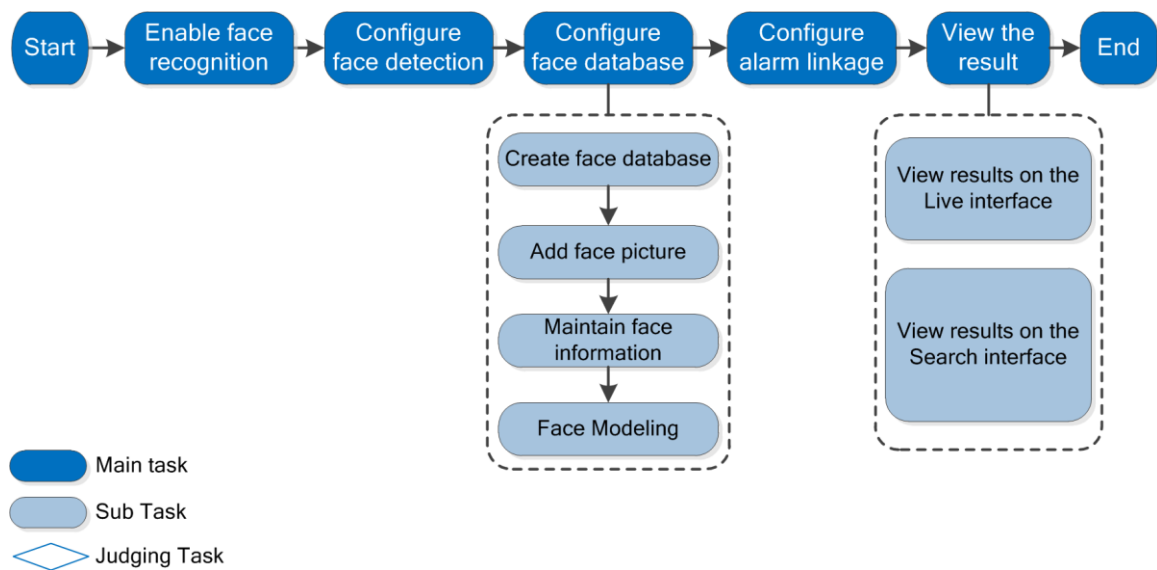 Start
Enable face
recognition
Configure
face detection
Configure
face database
Configure
alarm linkage
View the
result
End
Create face database
Add face picture
Maintain face
information
Face Modeling
View results on the
Live interface
View results on the
Search interface
Main task
Sub Task
Judging Task